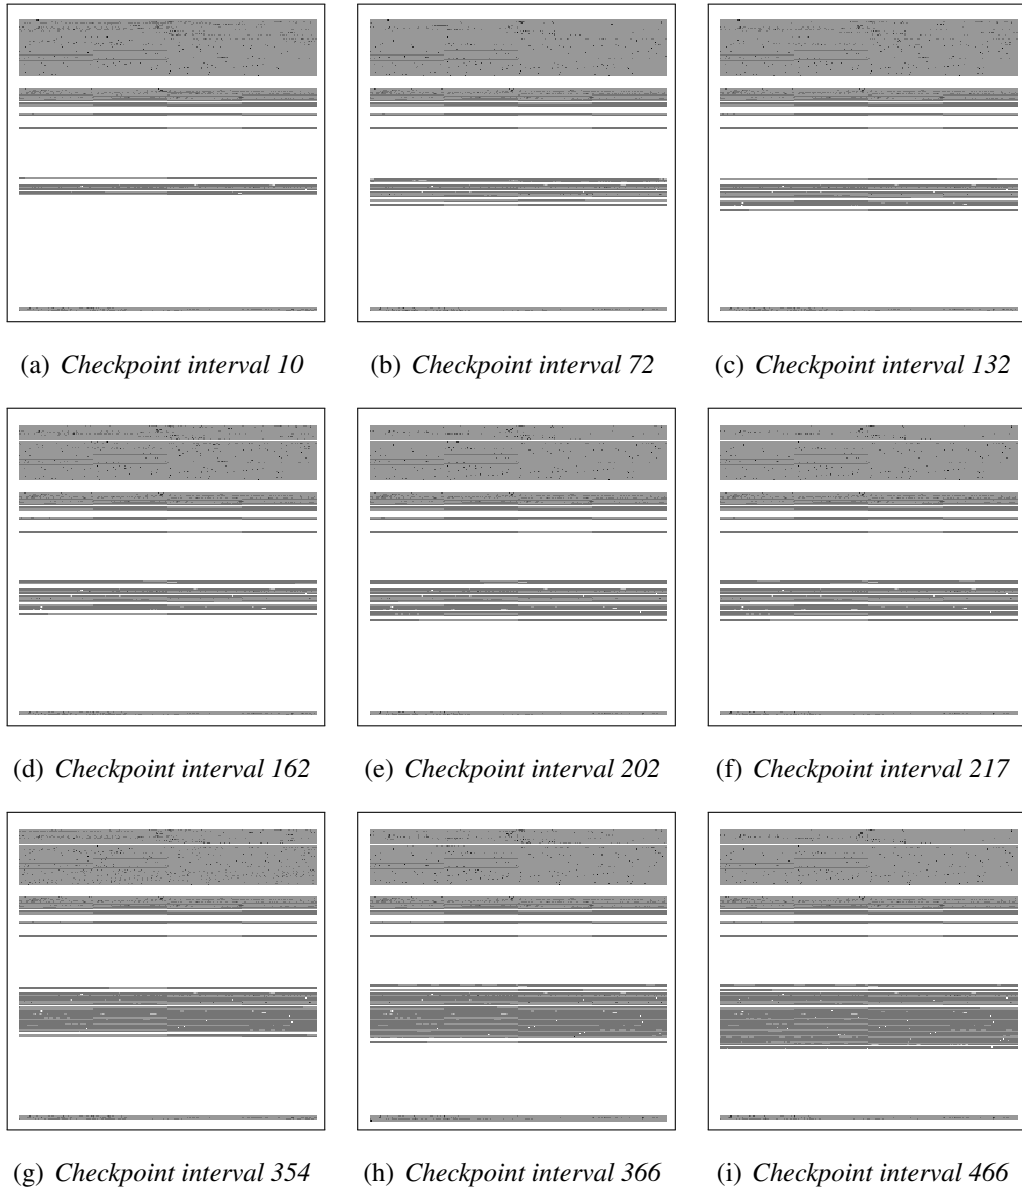 (a) Checkpoint interval 10
(b) Checkpoint interval 72
(c) Checkpoint interval 132
(d) Checkpoint interval 162
(e) Checkpoint interval 202
(f) Checkpoint interval 217
(g) Checkpoint interval 354
(h) Checkpoint interval 366
(i) Checkpoint interval 466